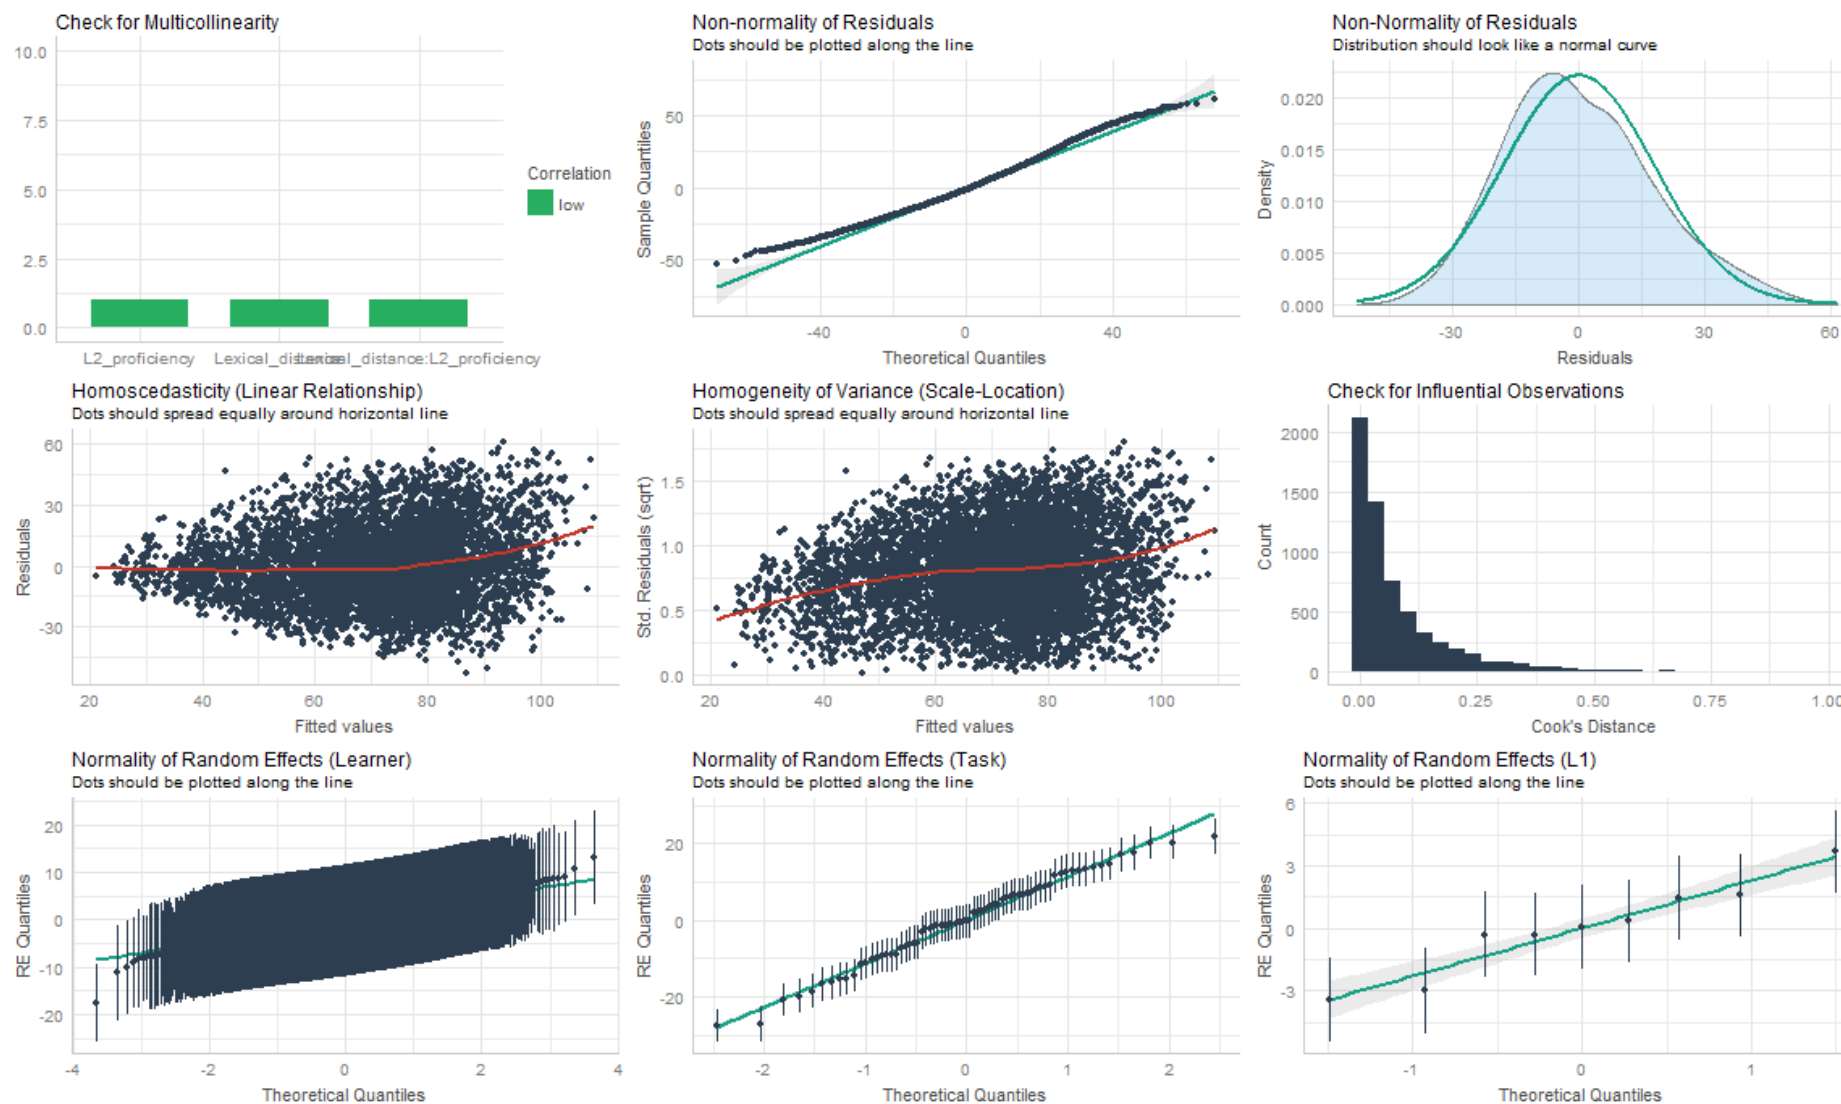 Check for Multicollinearity
10.0
7.5
5.0
2.5
0.0
L2_proficiency
Lexical_distance
Lexical_distance:L2_proficiency
Correlation
low
Non-normality of Residuals
Dots should be plotted along the line
Sample Quantiles
50
0
-50
-40 0 40
Theoretical Quantiles
Non-Normality of Residuals
Distribution should look like a normal curve
Density
0.020
0.015
0.010
0.005
0.000
-30 0 30 60
Residuals
Homoscedasticity (Linear Relationship)
Dots should spread equally around horizontal line
Residuals
60
30
0
-30
20 40 60 80 100
Fitted values
Homogeneity of Variance (Scale-Location)
Dots should spread equally around horizontal line
Std. Residuals (sqrt)
1.5
1.0
0.5
0.0
20 40 60 80 100
Fitted values
Check for Influential Observations
Count
2000
1500
1000
500
0
0.00 0.25 0.50 0.75 1.00
Cook's Distance
Normality of Random Effects (Learner)
Dots should be plotted along the line
RE Quantiles
20
10
0
-10
-20
-4 -2 0 2 4
Theoretical Quantiles
Normality of Random Effects (Task)
Dots should be plotted along the line
RE Quantiles
20
0
-20
-2 -1 0 1 2
Theoretical Quantiles
Normality of Random Effects (L1)
Dots should be plotted along the line
RE Quantiles
6
3
0
-3
-1 0 1
Theoretical Quantiles